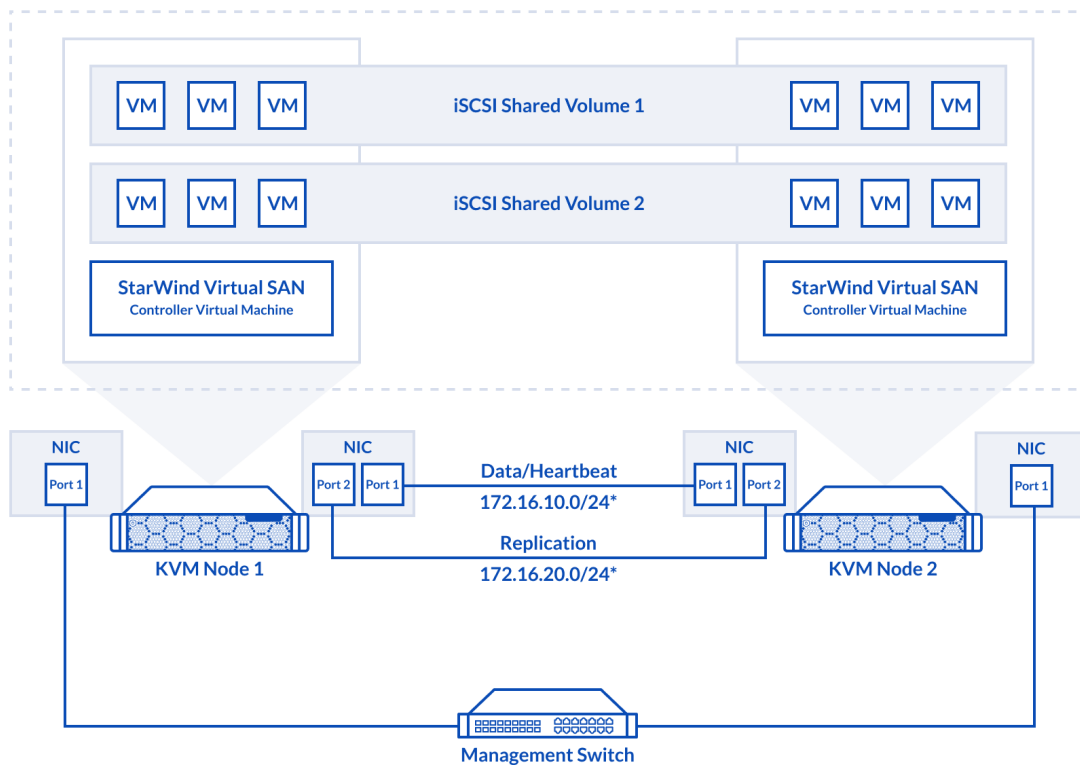 VM VM VM iSCSI Shared Volume 1 VM VM VM
VM VM VM iSCSI Shared Volume 2 VM VM VM
StarWind Virtual SAN
Controller Virtual Machine
StarWind Virtual SAN
Controller Virtual Machine
NIC
Port 1
NIC
Port 2 Port 1
Data/Heartbeat
172.16.10.0/24*
Replication
172.16.20.0/24*
NIC
Port 1 Port 2
NIC
Port 1
KVM Node 1
KVM Node 2
Management Switch